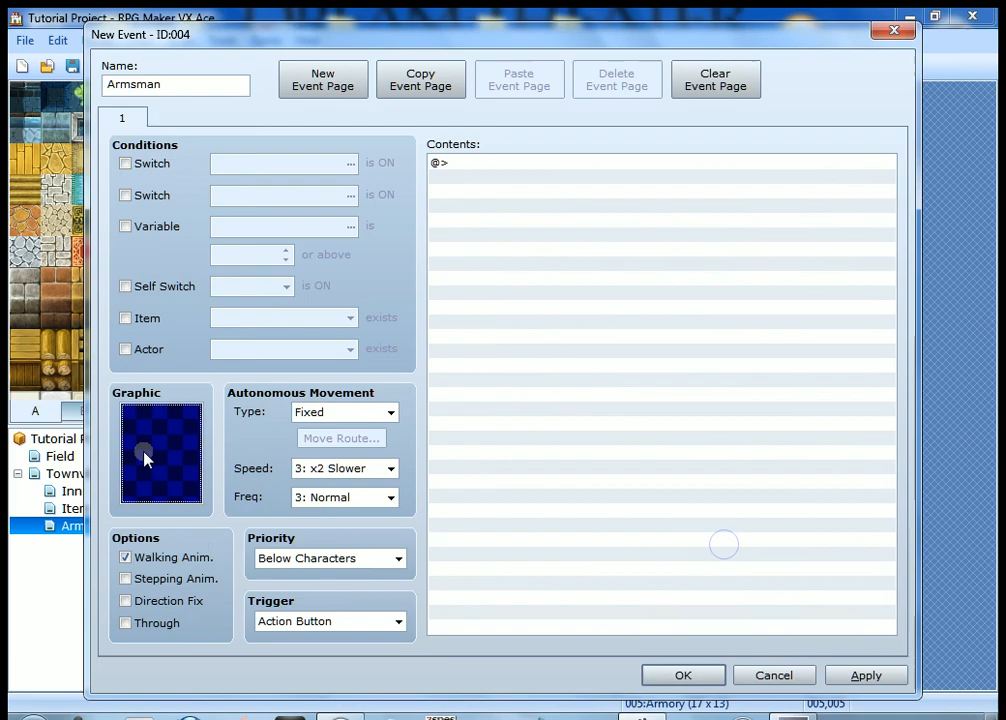 Tutorial Project - RPG Maker VX Ace
New Event - ID:004
File Edit
Name:
Armsman
New
Event Page
Copy
Event Page
Paste
Event Page
Delete
Event Page
Clear
Event Page
1
Conditions
Switch ... is ON
Switch ... is ON
Variable ... is
or above
Self Switch is ON
Item exists
Actor exists
Contents:
@>
Graphic
Autonomous Movement
Type: Fixed
Move Route...
Speed: 3: x2 Slower
Freq: 3: Normal
Options
Walking Anim.
Stepping Anim.
Direction Fix
Through
Priority
Below Characters
Trigger
Action Button
A
Tutorial P
Field
Townv
Inn
Iter
Arm
OK Cancel Apply
005:Armory (17 x 13) 005,005